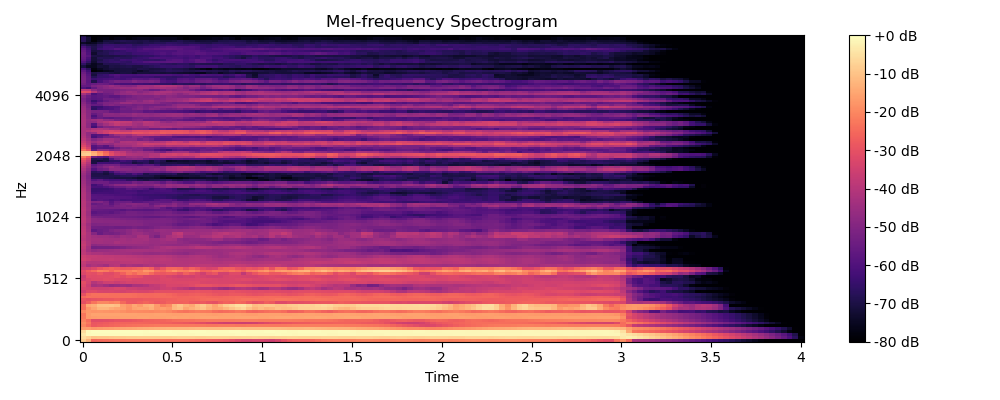 Mel-frequency Spectrogram
Hz
4096
2048
1024
512
0
0 0.5 1 1.5 2 2.5 3 3.5 4
Time
+0 dB
-10 dB
-20 dB
-30 dB
-40 dB
-50 dB
-60 dB
-70 dB
-80 dB